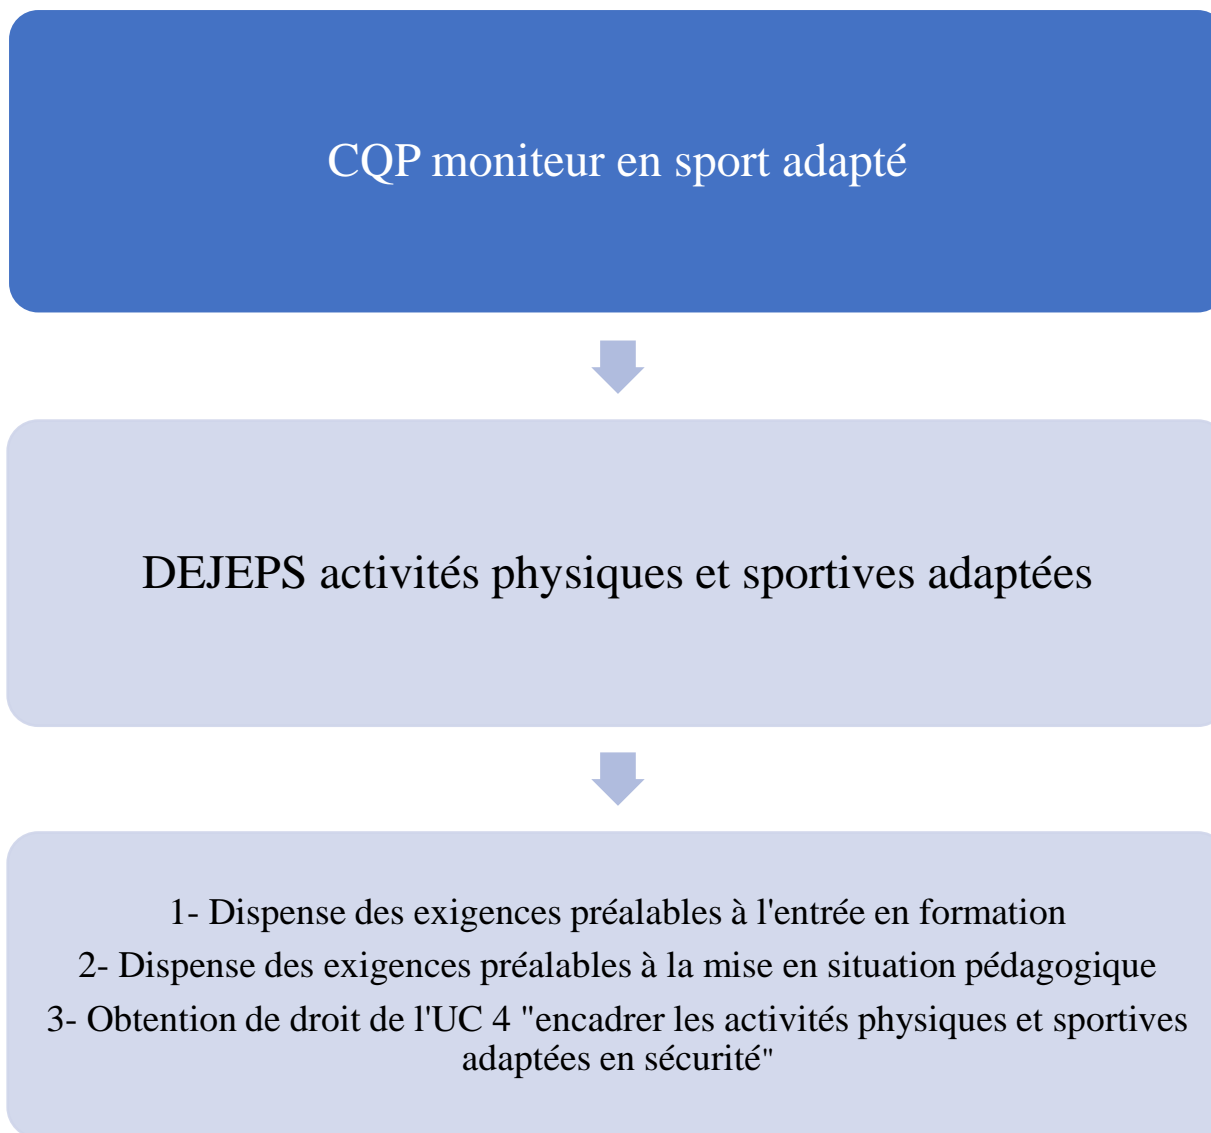 CQP moniteur en sport adapté
DEJEPS activités physiques et sportives adaptées
1- Dispense des exigences préalables à l'entrée en formation
2- Dispense des exigences préalables à la mise en situation pédagogique
3- Obtention de droit de l'UC 4 "encadrer les activités physiques et sportives
adaptées en sécurité"